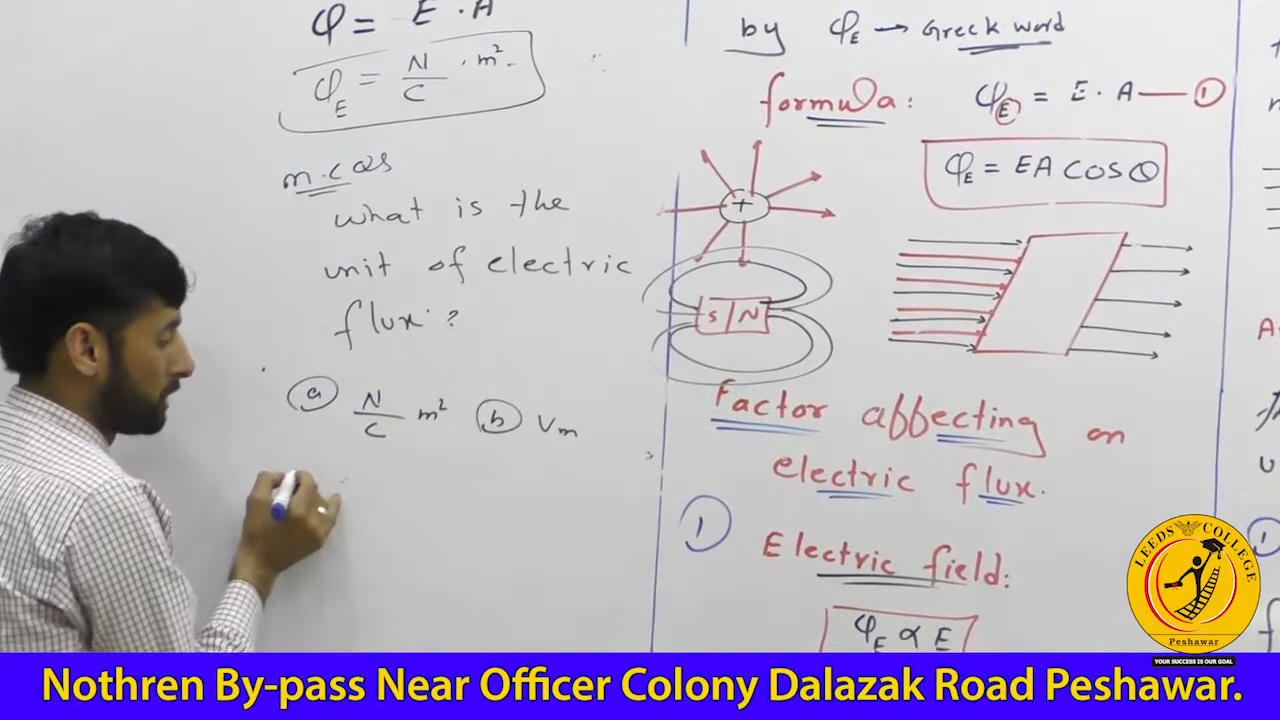 φ = E . A
φE = N/C . m².
m.cqs
what is the
unit of electric
flux ?
a N/C m² b Vm
by φE → Greek word
formula: φE = E . A — 1
φE = EA COS θ
+
S N
Factor affecting on
electric flux.
1 Electric field:
φE ∝ E
LEEDS COLLEGE
Peshawar
YOUR SUCCESS IS OUR GOAL
Nothren By-pass Near Officer Colony Dalazak Road Peshawar.